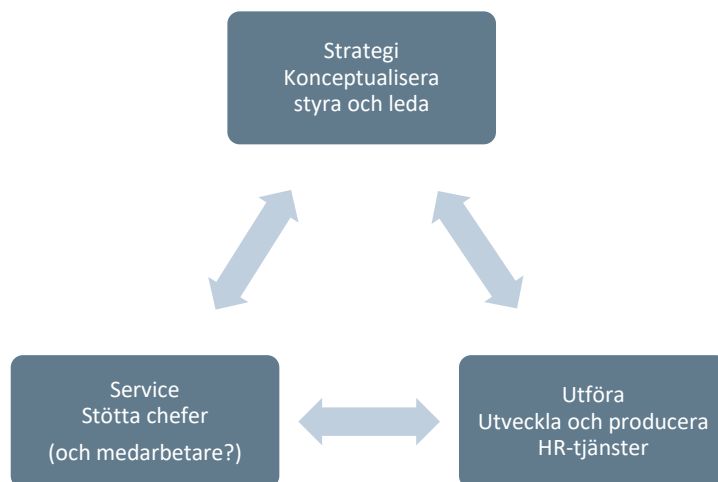 Strategi
Konceptualisera
styra och leda
Service
Stötta chefer
(och medarbetare?)
Utföra
Utveckla och producera
HR-tjänster